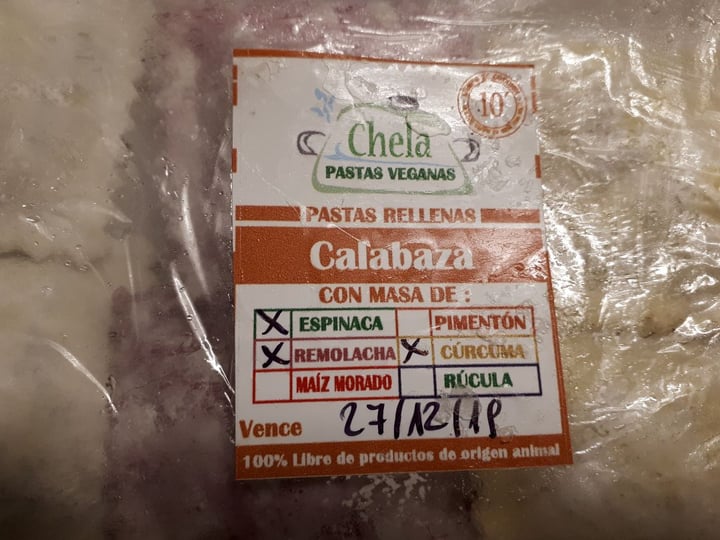 10'
Chela
PASTAS VEGANAS
PASTAS RELLENAS
Calabaza
CON MASA DE :
X ESPINACA PIMENTÓN
X REMOLACHA X CÚRCUMA
MAÍZ MORADO RÚCULA
Vence 27/12/19
100% Libre de productos de origen animal